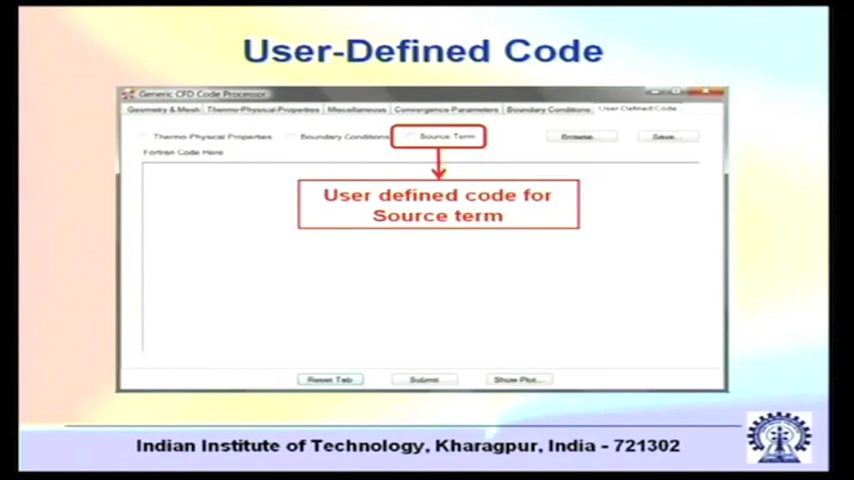 User-Defined Code
Generic CFD Code Processor
Geometry & Mesh Thermo-Physical Properties Miscellaneous Convergence Parameters Boundary Conditions User Defined Code
Thermo-Physical Properties Boundary Conditions Source Term Browse... Save...
Fortran Code Here
User defined code for
Source term
Reset Tab Submit Show Plot...
Indian Institute of Technology, Kharagpur, India - 721302